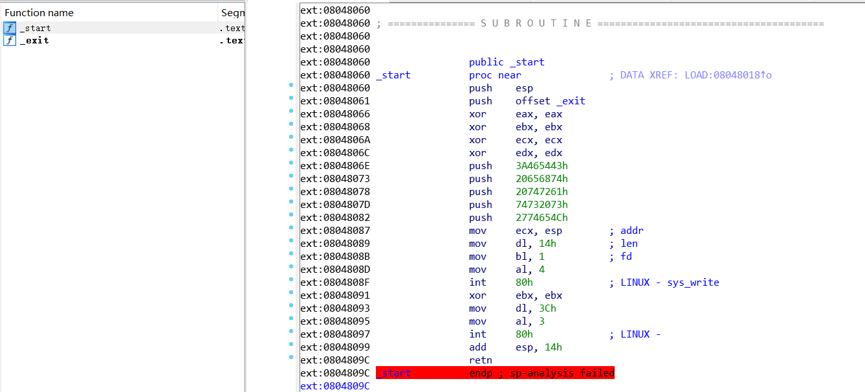 Function name Segm
f _start .text
f _exit .tex
ext:08048060
ext:08048060 ; =============== S U B R O U T I N E =======================================
ext:08048060
ext:08048060
ext:08048060 public _start
ext:08048060 _start proc near ; DATA XREF: LOAD:08048018↑o
ext:08048060 push esp
ext:08048061 push offset _exit
ext:08048066 xor eax, eax
ext:08048068 xor ebx, ebx
ext:0804806A xor ecx, ecx
ext:0804806C xor edx, edx
ext:0804806E push 3A465443h
ext:08048073 push 20656874h
ext:08048078 push 20747261h
ext:0804807D push 74732073h
ext:08048082 push 2774654Ch
ext:08048087 mov ecx, esp ; addr
ext:08048089 mov dl, 14h ; len
ext:0804808B mov bl, 1 ; fd
ext:0804808D mov al, 4
ext:0804808F int 80h ; LINUX - sys_write
ext:08048091 xor ebx, ebx
ext:08048093 mov dl, 3Ch
ext:08048095 mov al, 3
ext:08048097 int 80h ; LINUX -
ext:08048099 add esp, 14h
ext:0804809C retn
ext:0804809C _start endp ; sp-analysis failed
ext:0804809C